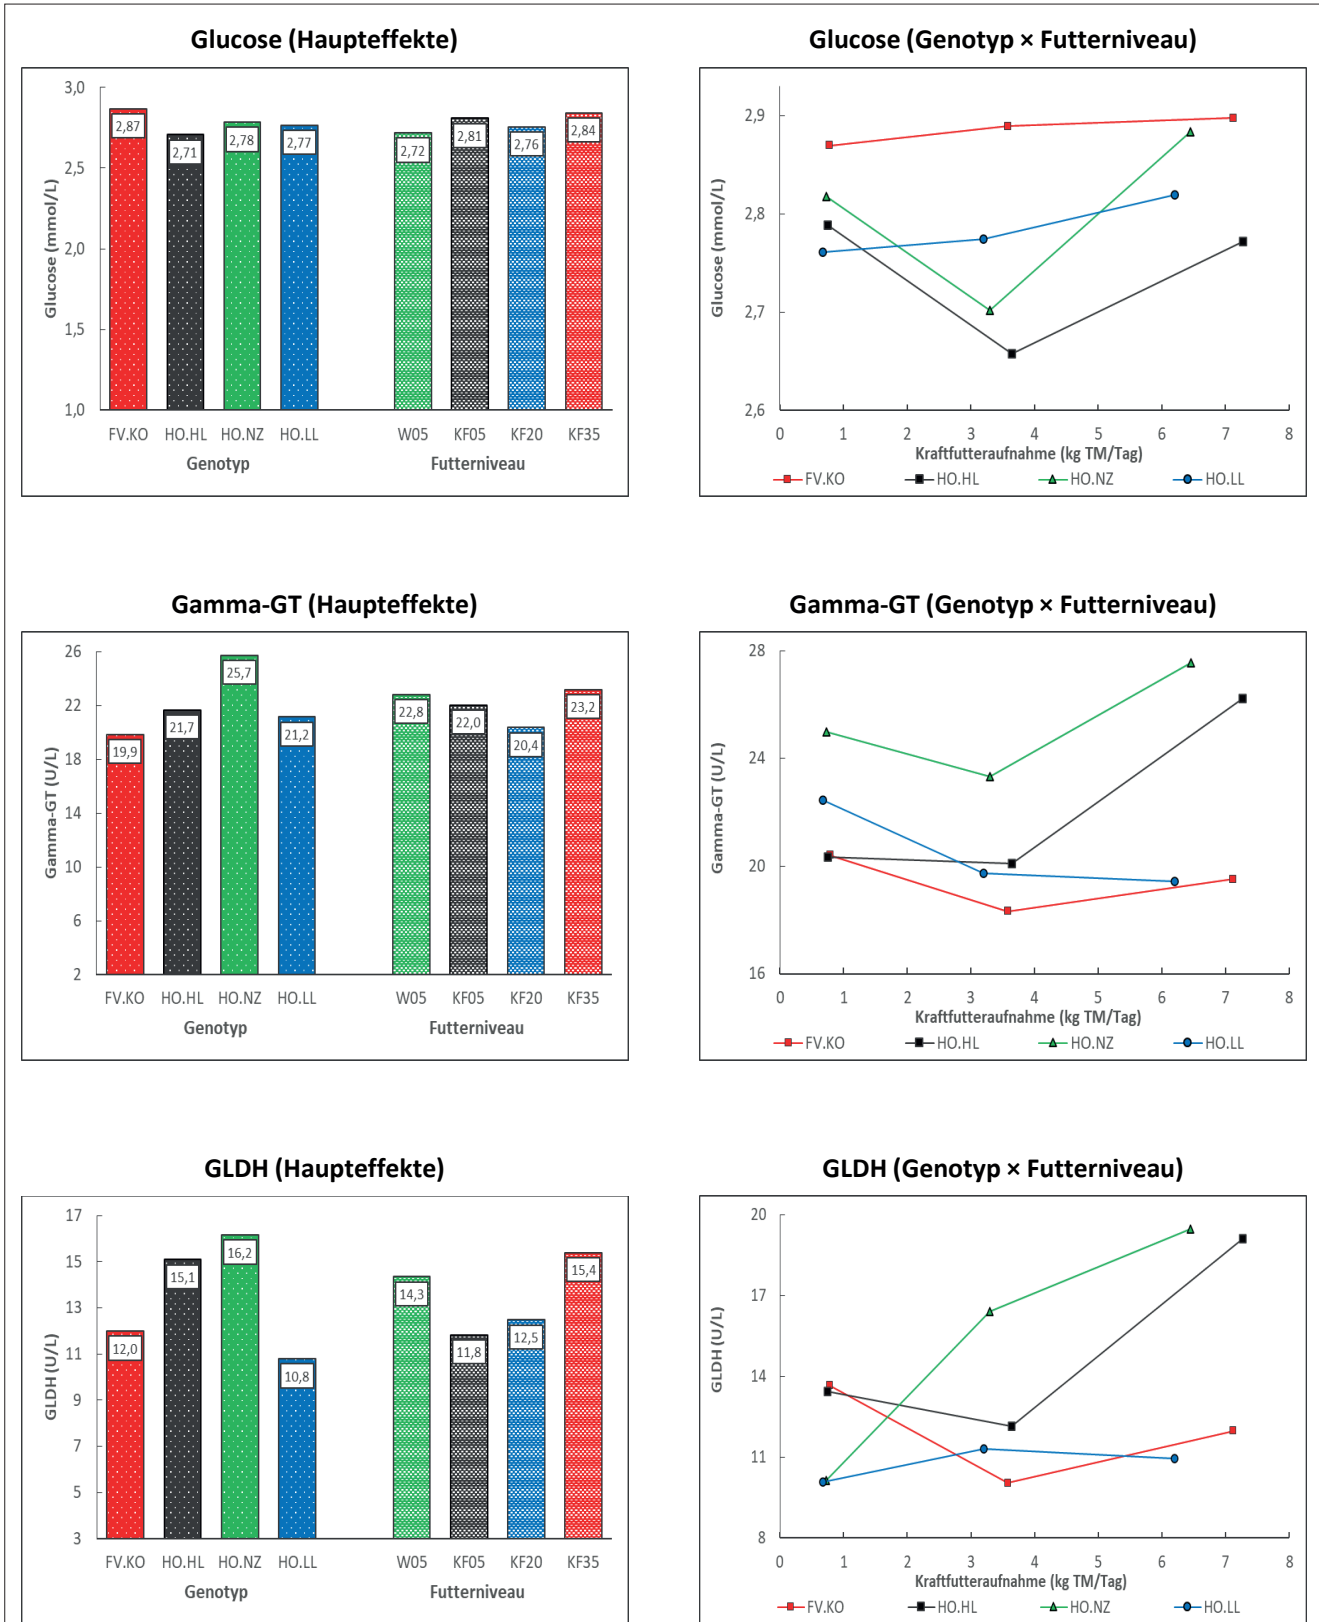 Glucose (Haupteffekte)
Glucose (mmol/L)
3,0
2,5
2,0
1,5
1,0
2,87
2,71
2,78
2,77
2,72
2,81
2,76
2,84
FV.KO HO.HL HO.NZ HO.LL W05 KF05 KF20 KF35
Genotyp Futterniveau
Glucose (Genotyp × Futterniveau)
Glucose (mmol/L)
2,9
2,8
2,7
2,6
0 1 2 3 4 5 6 7 8
Kraftfutteraufnahme (kg TM/Tag)
FV.KO HO.HL HO.NZ HO.LL
Gamma-GT (Haupteffekte)
Gamma-GT (U/L)
26
22
18
14
10
6
2
19,9
21,7
25,7
21,2
22,8
22,0
20,4
23,2
FV.KO HO.HL HO.NZ HO.LL W05 KF05 KF20 KF35
Genotyp Futterniveau
Gamma-GT (Genotyp × Futterniveau)
Gamma-GT (U/L)
28
24
20
16
0 1 2 3 4 5 6 7 8
Kraftfutteraufnahme (kg TM/Tag)
FV.KO HO.HL HO.NZ HO.LL
GLDH (Haupteffekte)
GLDH (U/L)
17
15
13
11
9
7
5
3
12,0
15,1
16,2
10,8
14,3
11,8
12,5
15,4
FV.KO HO.HL HO.NZ HO.LL W05 KF05 KF20 KF35
Genotyp Futterniveau
GLDH (Genotyp × Futterniveau)
GLDH (U/L)
20
17
14
11
8
0 1 2 3 4 5 6 7 8
Kraftfutteraufnahme (kg TM/Tag)
FV.KO HO.HL HO.NZ HO.LL